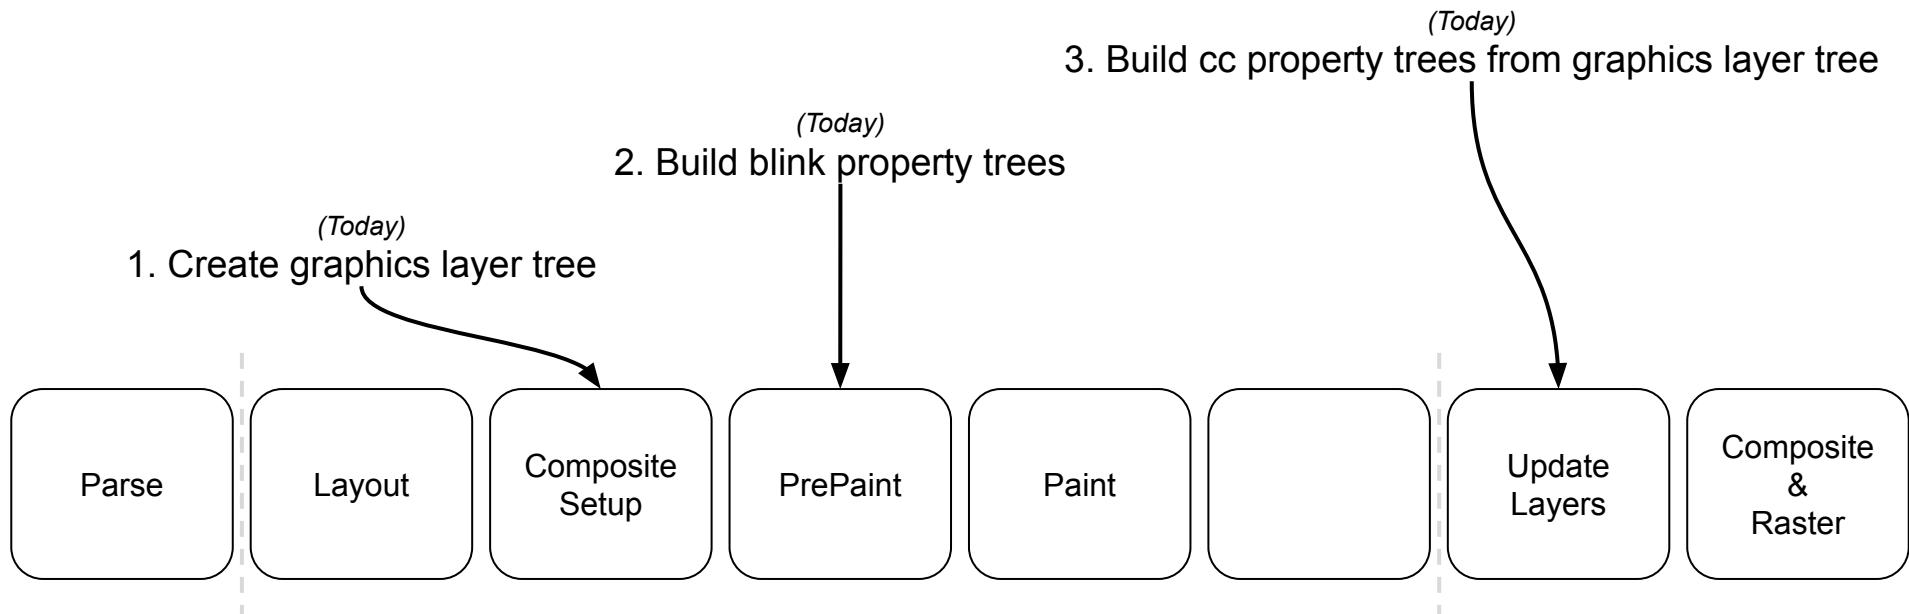 (Today)
3. Build cc property trees from graphics layer tree
(Today)
2. Build blink property trees
(Today)
1. Create graphics layer tree
Parse
Layout
Composite
Setup
PrePaint
Paint
Update
Layers
Composite
&
Raster